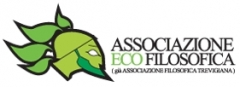 ASSOCIAZIONE
ECO FILOSOFICA
( già ASSOCIAZIONE FILOSOFICA TREVIGIANA )